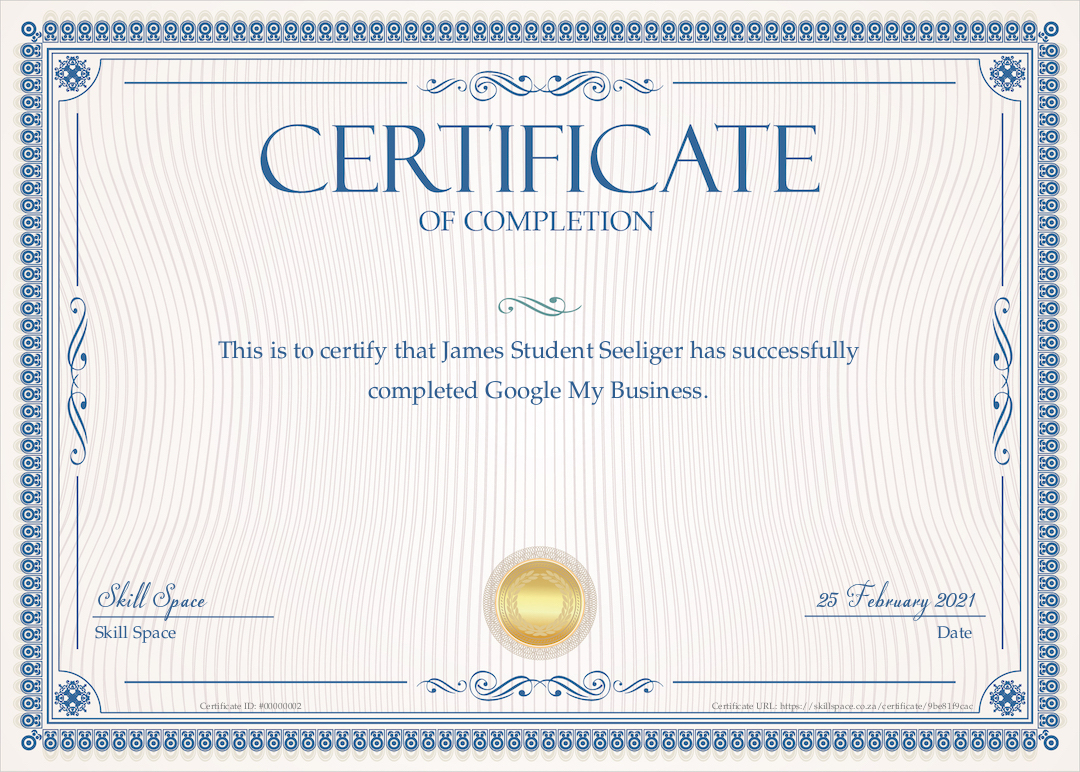 CERTIFICATE
OF COMPLETION
This is to certify that James Student Seeliger has successfully
completed Google My Business.
Skill Space
25 February 2021
Skill Space
Date
Certificate ID: #00000002
Certificate URL: https://skillspace.co.za/certificate/9be81f9cac